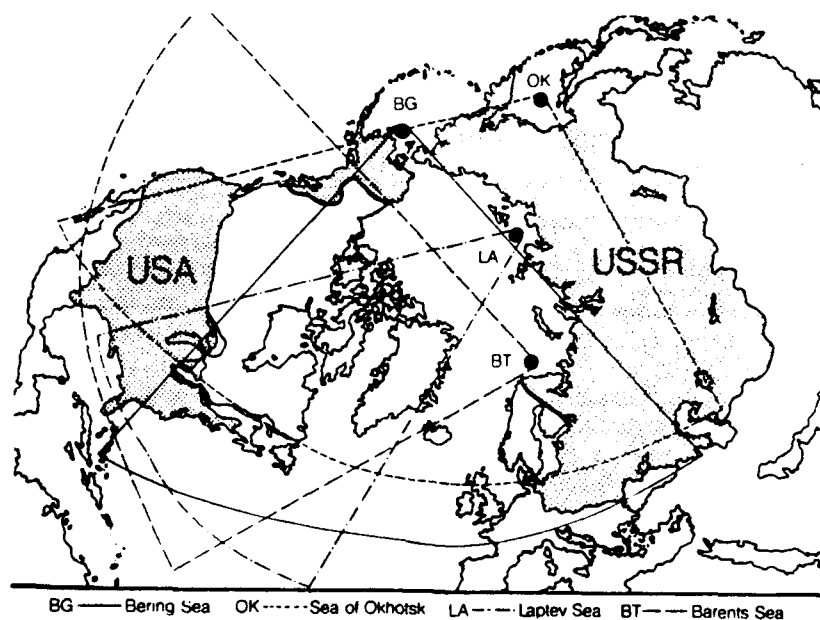 OK
BG
USA
LA
USSR
BT
BG Bering Sea OK Sea of Okhotsk LA Laptev Sea BT Barents Sea